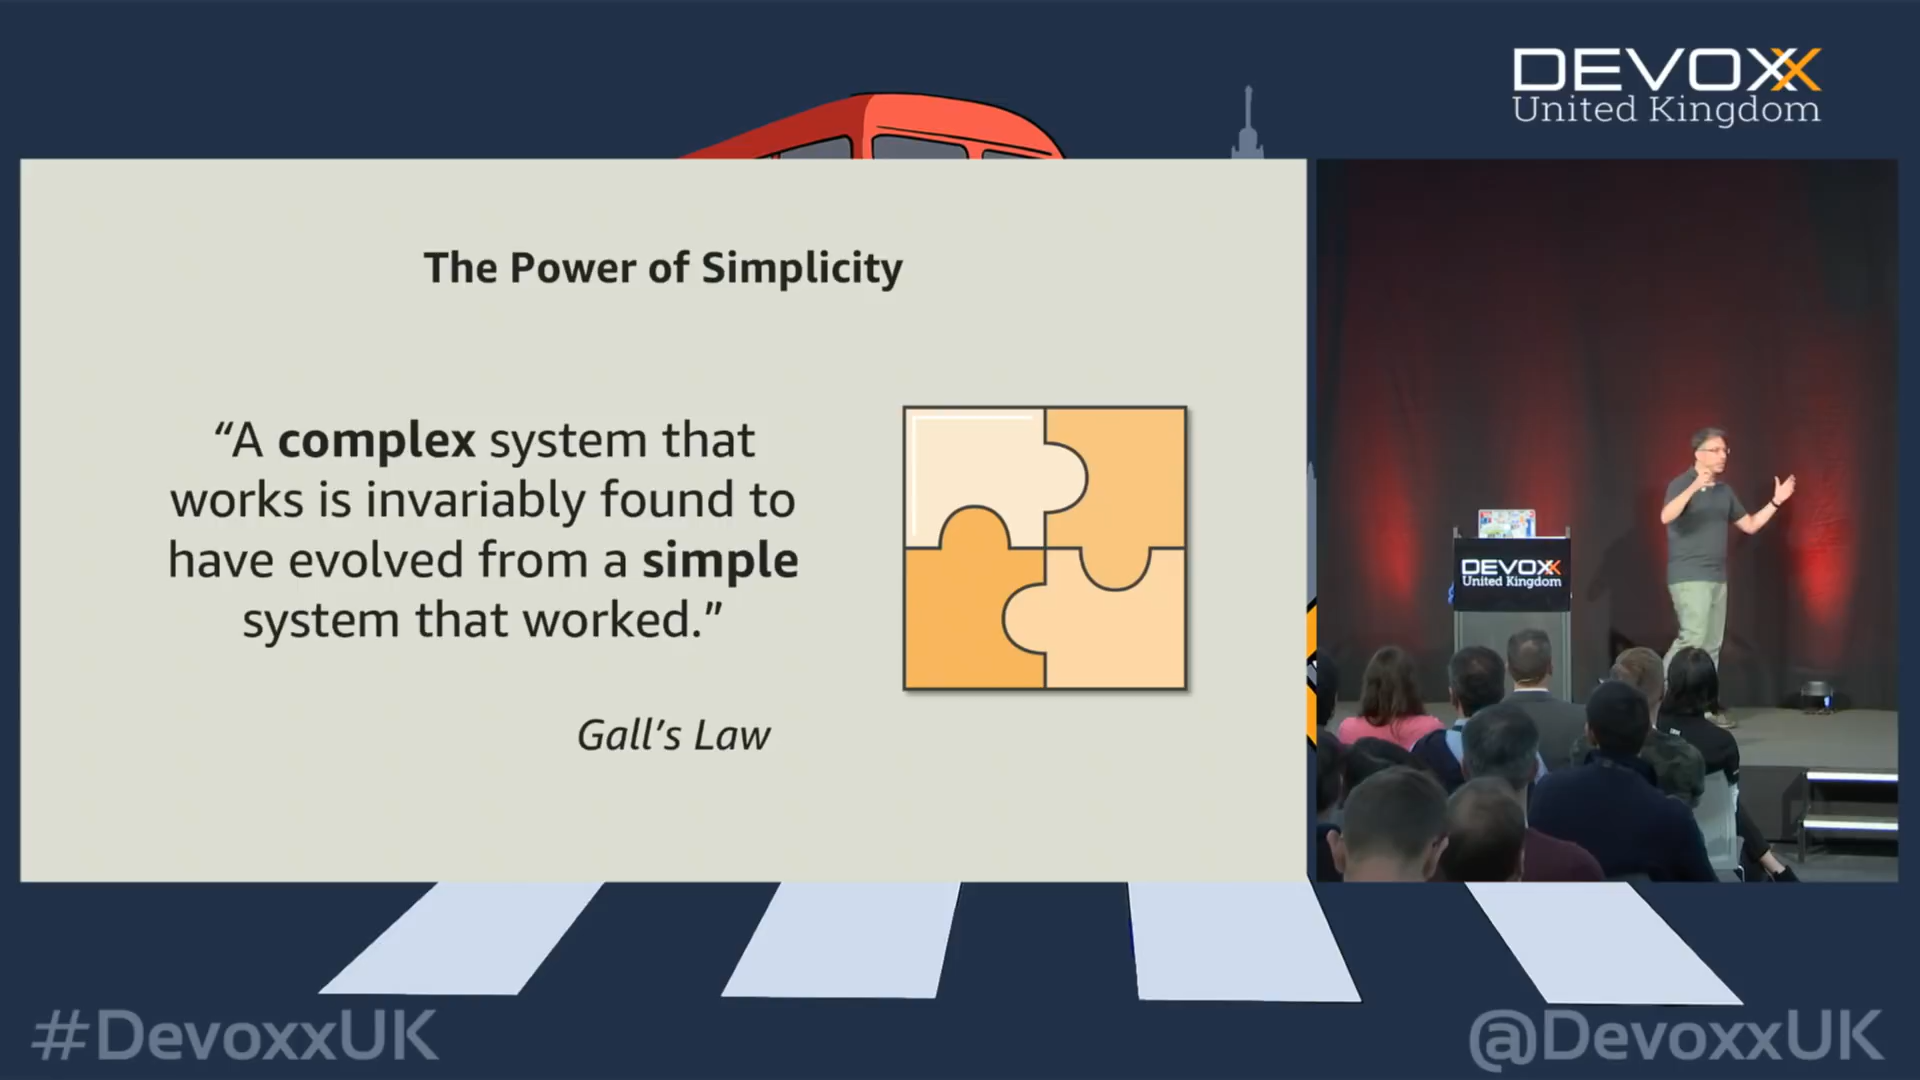 DEVOXX
United Kingdom
The Power of Simplicity
“A complex system that
works is invariably found to
have evolved from a simple
system that worked.”
Gall’s Law
DEVOXX
United Kingdom
#DevoxxUK
@DevoxxUK